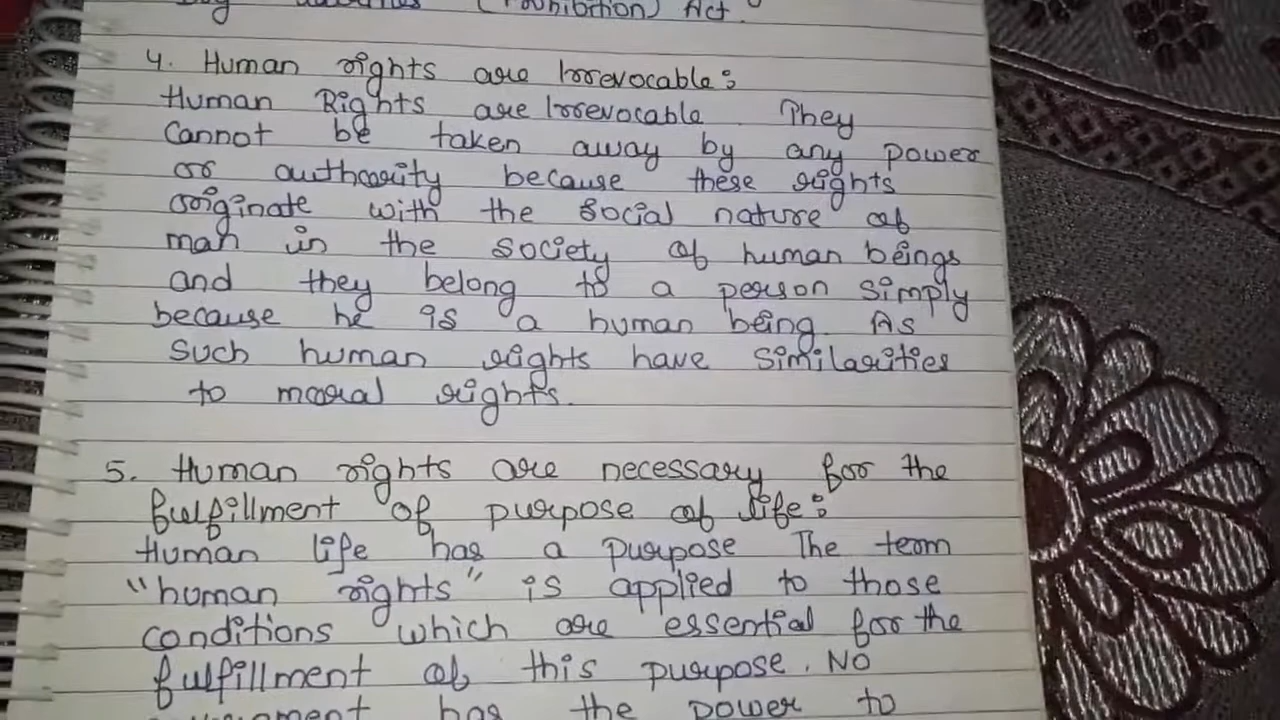 (Prohibition) Act.
4. Human rights are Irrevocable:
Human Rights are Irrevocable. They
cannot be taken away by any power
or authority because these rights
originate with the social nature of
man in the society of human beings
and they belong to a person simply
because he is a human being. As
such human rights have similarities
to moral rights.
5. Human rights are necessary for the
fulfillment of purpose of life:
Human life has a purpose. The term
"human rights" is applied to those
conditions which are essential for the
fulfillment of this purpose. No
has the power to